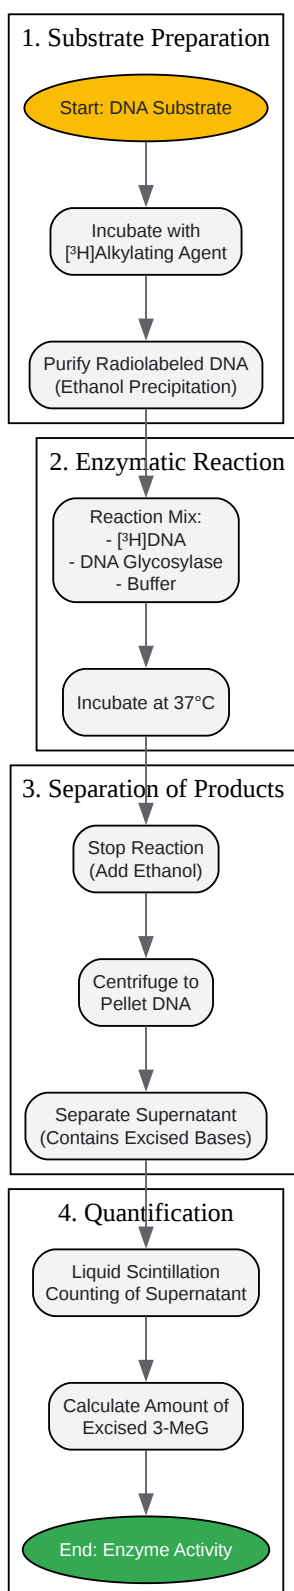 1. Substrate Preparation
Start: DNA Substrate
Incubate with
[³H]Alkylating Agent
Purify Radiolabeled DNA
(Ethanol Precipitation)
2. Enzymatic Reaction
Reaction Mix:
- [³H]DNA
- DNA Glycosylase
- Buffer
Incubate at 37°C
3. Separation of Products
Stop Reaction
(Add Ethanol)
Centrifuge to
Pellet DNA
Separate Supernatant
(Contains Excised Bases)
4. Quantification
Liquid Scintillation
Counting of Supernatant
Calculate Amount of
Excised 3-MeG
End: Enzyme Activity